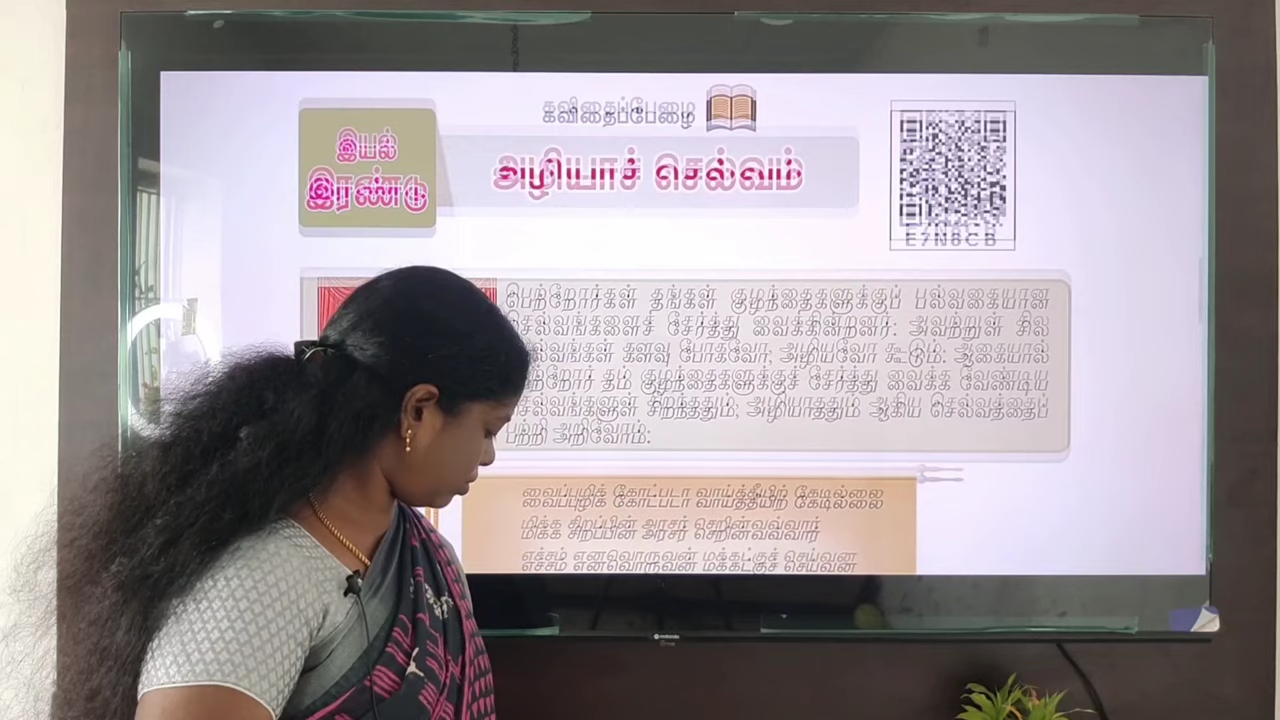 கவிதைப்பேழை
இயல்
இரண்டு
அழியாச் செல்வம்
E7N8CB
பெற்றோர்கள் தங்கள் குழந்தைகளுக்குப் பல்வகையான
செல்வங்களைச் சேர்த்து வைக்கின்றனர். அவற்றுள் சில
களவு போகவோ, அழியவோ கூடும். ஆகையால்
தம் குழந்தைகளுக்குச் சேர்த்து வைக்க வேண்டிய
செல்வங்களுள் சிறந்ததும், அழியாததும் ஆகிய செல்வத்தைப்
பற்றி அறிவோம்.
வைப்புழிக் கோட்படா வாய்த்தீயிற் கேடில்லை
மிக்க சிறப்பின் அரசர் செறின்வவ்வார்
எச்சம் எனவொருவன் மக்கட்குச் செய்வன
motorola